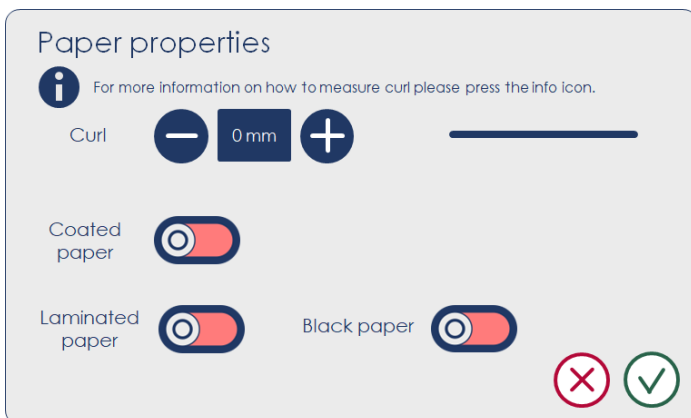 Paper properties
For more information on how to measure curl please press the info icon.
Curl
0 mm
Coated
paper
Laminated
paper
Black paper